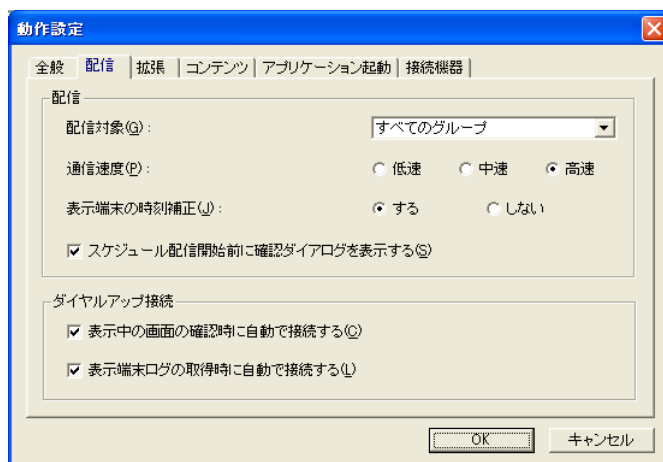 動作設定
全般 配信 拡張 コンテンツ アプリケーション起動 接続機器
配信
配信対象(G): すべてのグループ
通信速度(P): 低速 中速 高速
表示端末の時刻補正(J): する しない
スケジュール配信開始前に確認ダイアログを表示する(S)
ダイヤルアップ接続
表示中の画面の確認時に自動で接続する(C)
表示端末ログの取得時に自動で接続する(L)
OK キャンセル